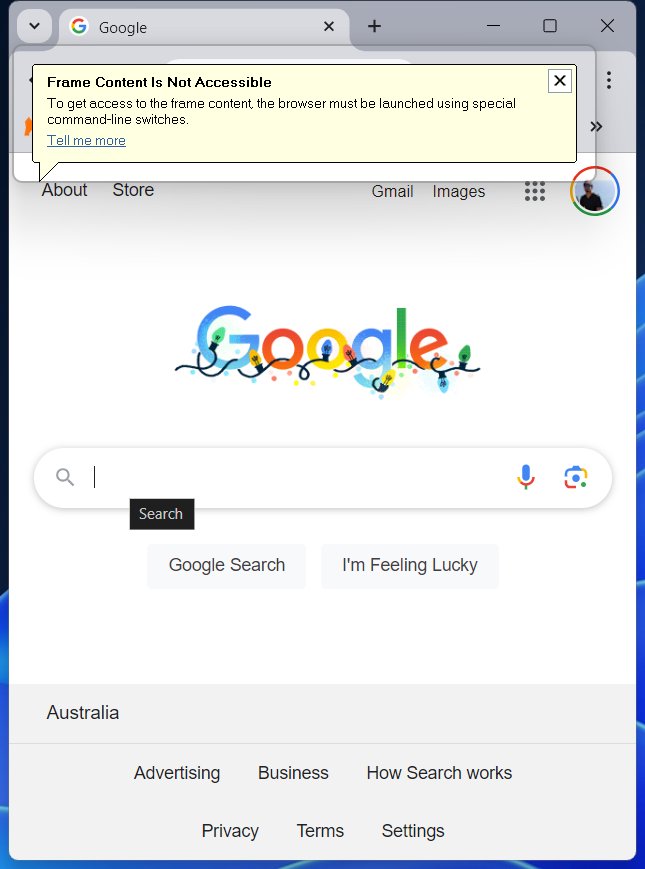 Google
Frame Content Is Not Accessible
To get access to the frame content, the browser must be launched using special
command-line switches.
Tell me more
About Store Gmail Images
Google
Search
Google Search I'm Feeling Lucky
Australia
Advertising Business How Search works
Privacy Terms Settings